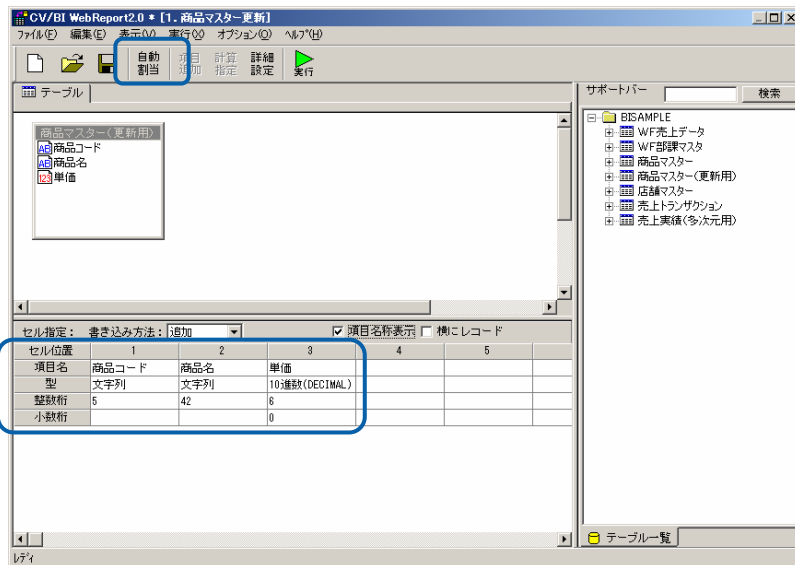 CV/BI WebReport2.0 * [1. 商品マスター更新]
ファイル(F) 編集(E) 表示(V) 実行(X) オプション(O) ヘルプ(H)
自動割当 項目追加 計算指定 詳細設定 実行
テーブル
サポートバー 検索
商品マスター(更新用)
AB 商品コード
AB 商品名
123 単価
BISAMPLE
WF売上データ
WF部課マスタ
商品マスター
商品マスター(更新用)
店舗マスター
売上トランザクション
売上実績(多次元用)
セル指定: 書き込み方法: 追加 項目名称表示 横にレコード
セル位置 1 2 3 4 5
項目名 商品コード 商品名 単価
型 文字列 文字列 10進数(DECIMAL)
整数桁 5 42 6
小数桁 0
テーブル一覧
レディ